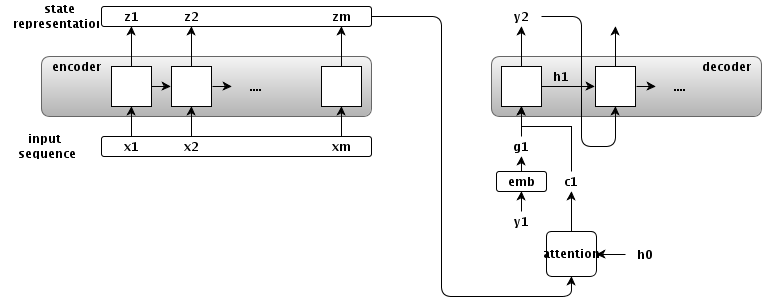 state
representation
z1 z2 zm
encoder
....
input
sequence
x1 x2 xm
y2
decoder
h1
....
g1
emb
c1
y1
attention
h0